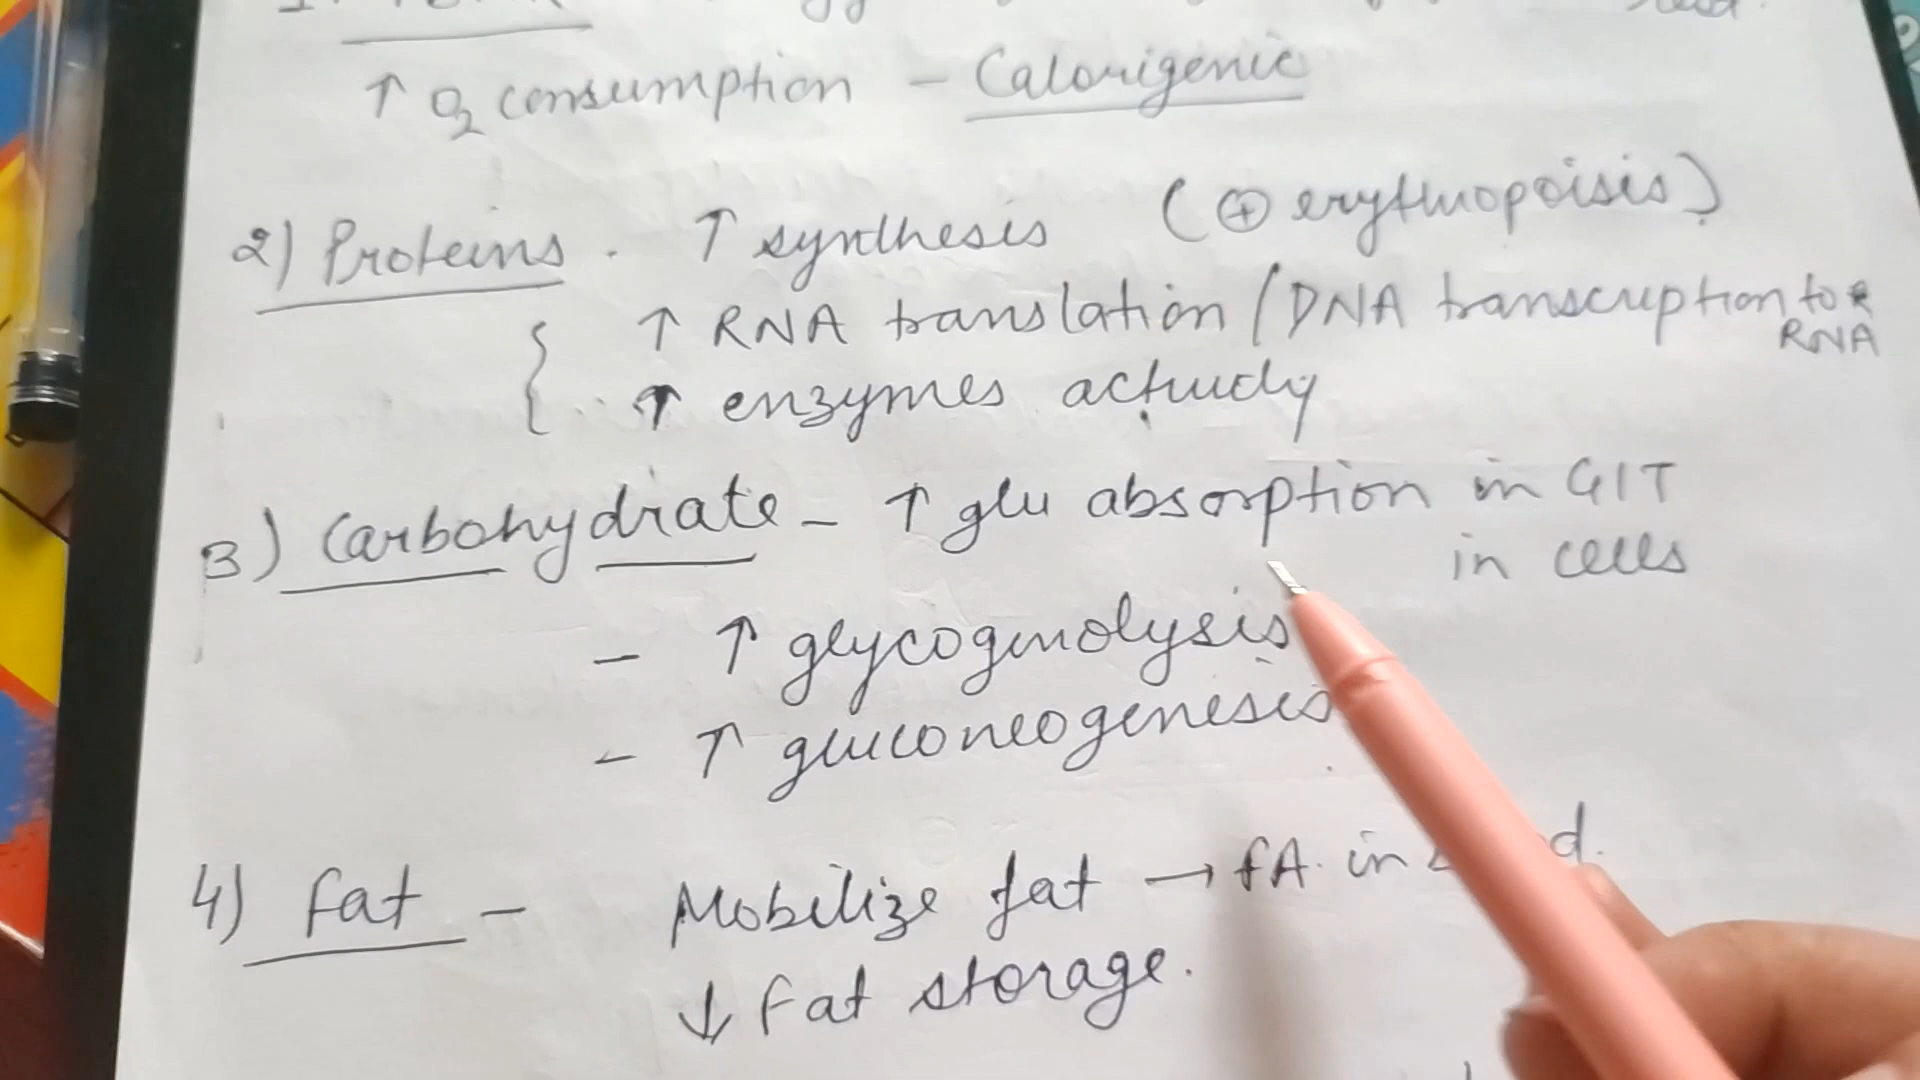 ↑ O2 consumption - Calorigenic
2) Proteins . ↑ synthesis (⊕ erythropoisis)
↑ RNA translation / DNA transcription to RNA
↑ enzymes activity
3) Carbohydrate - ↑ glu absorption in GIT
in cells
- ↑ glycogenolysis
- ↑ gluconeogenesis
4) fat - Mobilize fat → fA. in
↓ fat storage.